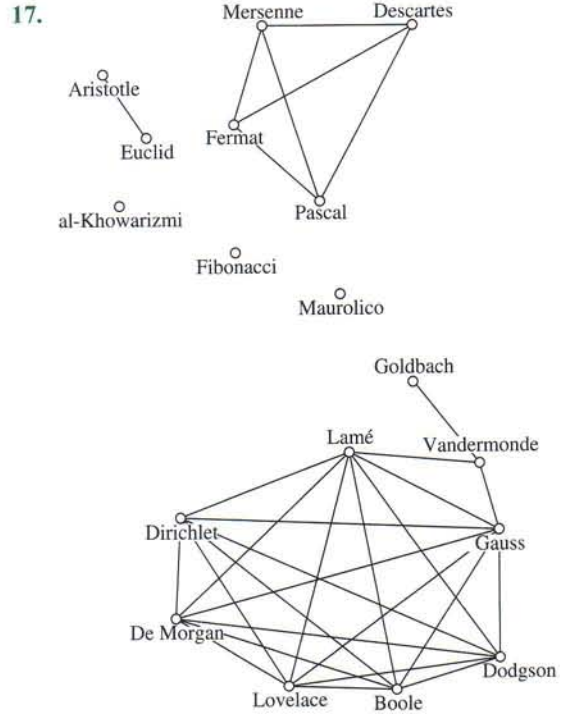 17.
Mersenne
Descartes
Aristotle
Euclid
Fermat
Pascal
al-Khowarizmi
Fibonacci
Maurolico
Goldbach
Lamé
Vandermonde
Dirichlet
Gauss
De Morgan
Dodgson
Lovelace
Boole